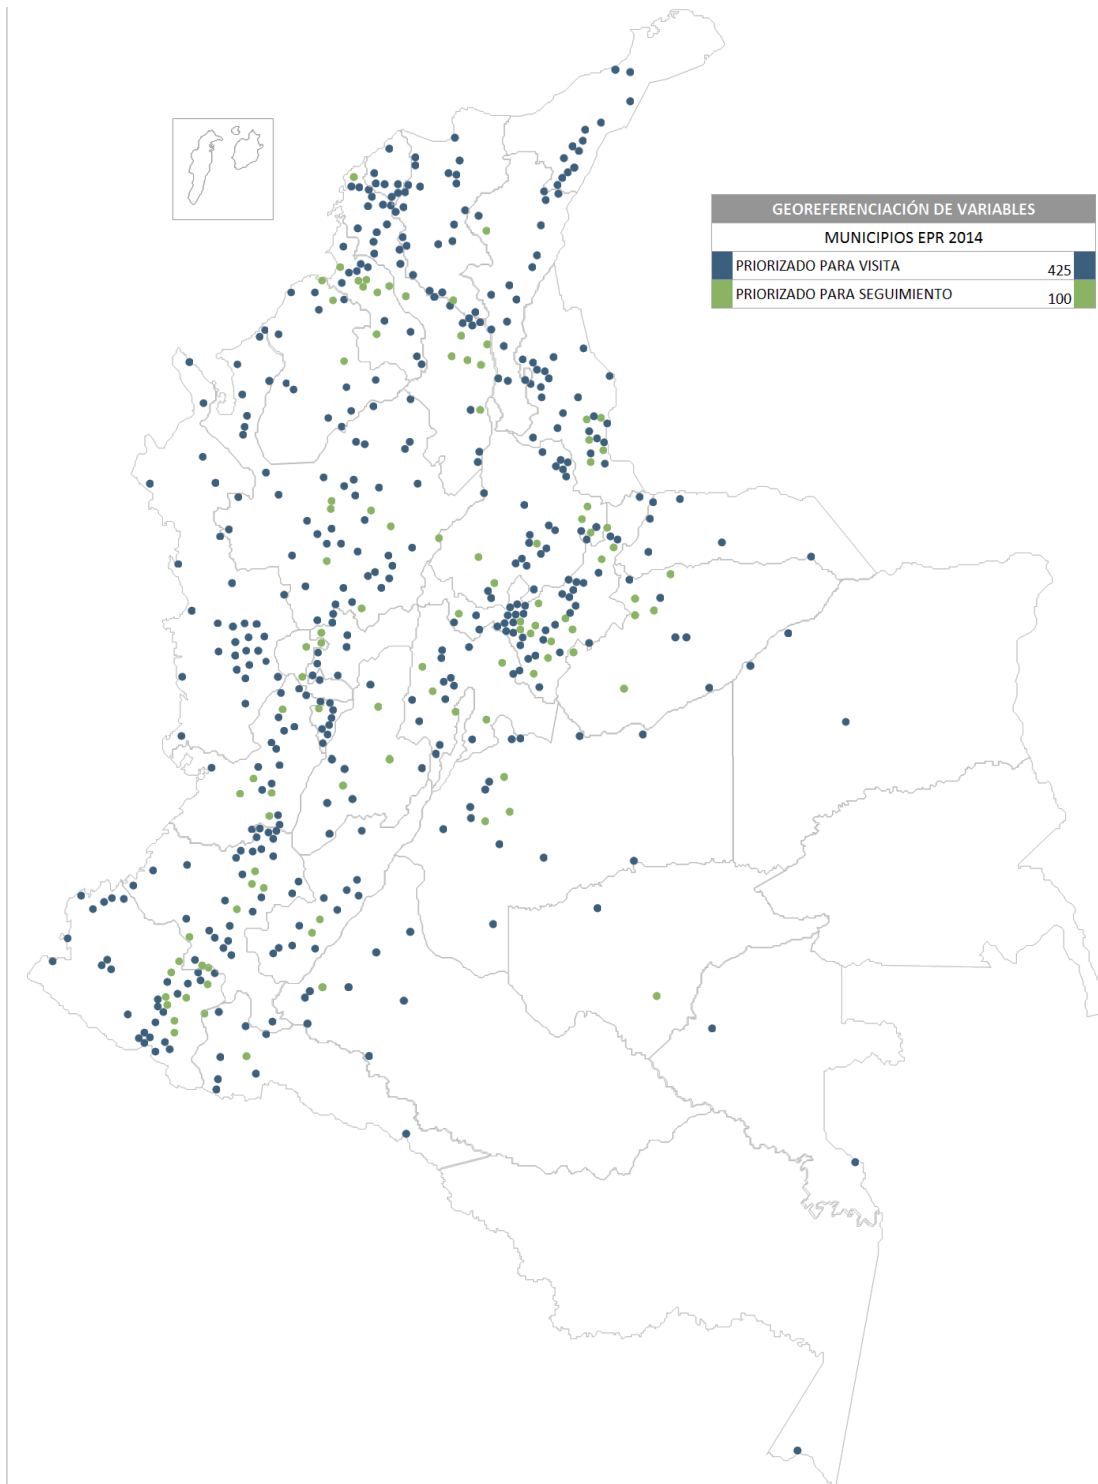 GEOREFERENCIACIÓN DE VARIABLES
MUNICIPIOS EPR 2014
PRIORIZADO PARA VISITA 425
PRIORIZADO PARA SEGUIMIENTO 100